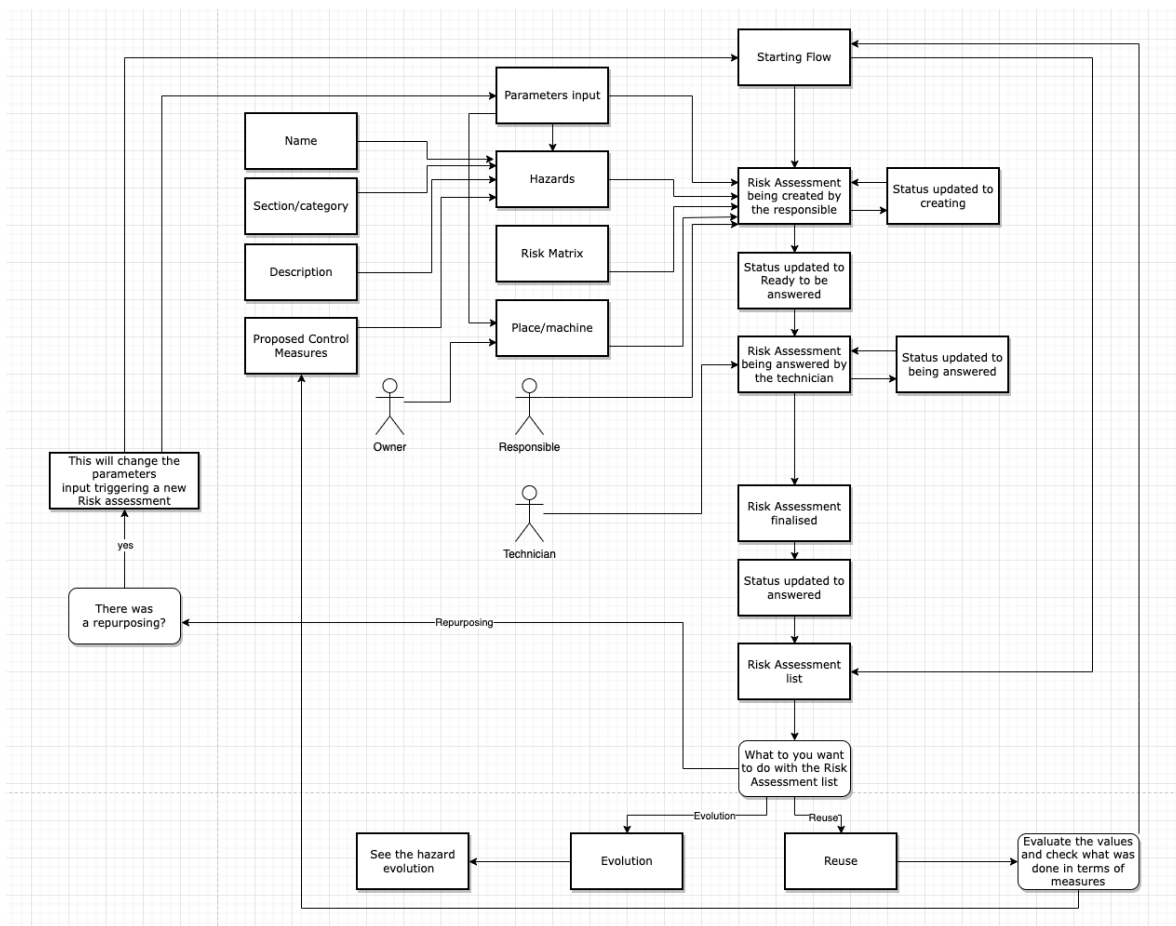 Starting Flow
Parameters input
Name
Hazards
Section/category
Risk Assessment
being created by
the responsible
Status updated to
creating
Description
Risk Matrix
Status updated to
Ready to be
answered
Proposed Control
Measures
Place/machine
Risk Assessment
being answered by
the technician
Status updated to
being answered
Owner
Responsible
This will change the
parameters
input triggering a new
Risk assessment
Technician
Risk Assessment
finalised
yes
Status updated to
answered
There was
a repurposing?
Repurposing
Risk Assessment
list
What to you want
to do with the Risk
Assessment list
Evolution
Reuse
See the hazard
evolution
Evolution
Reuse
Evaluate the values
and check what was
done in terms of
measures